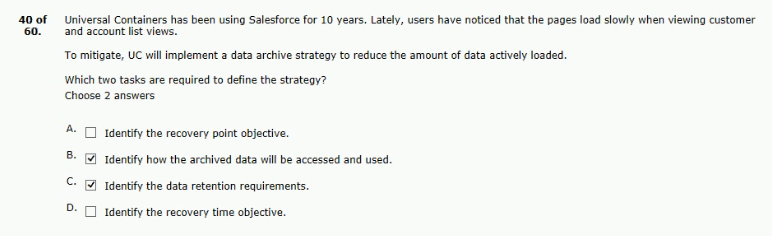 40 of Universal Containers has been using Salesforce for 10 years. Lately, users have noticed that the pages load slowly when viewing customer
60. and account list views.
To mitigate, UC will implement a data archive strategy to reduce the amount of data actively loaded.
Which two tasks are required to define the strategy?
Choose 2 answers
A. Identify the recovery point objective.
B. Identify how the archived data will be accessed and used.
C. Identify the data retention requirements.
D. Identify the recovery time objective.